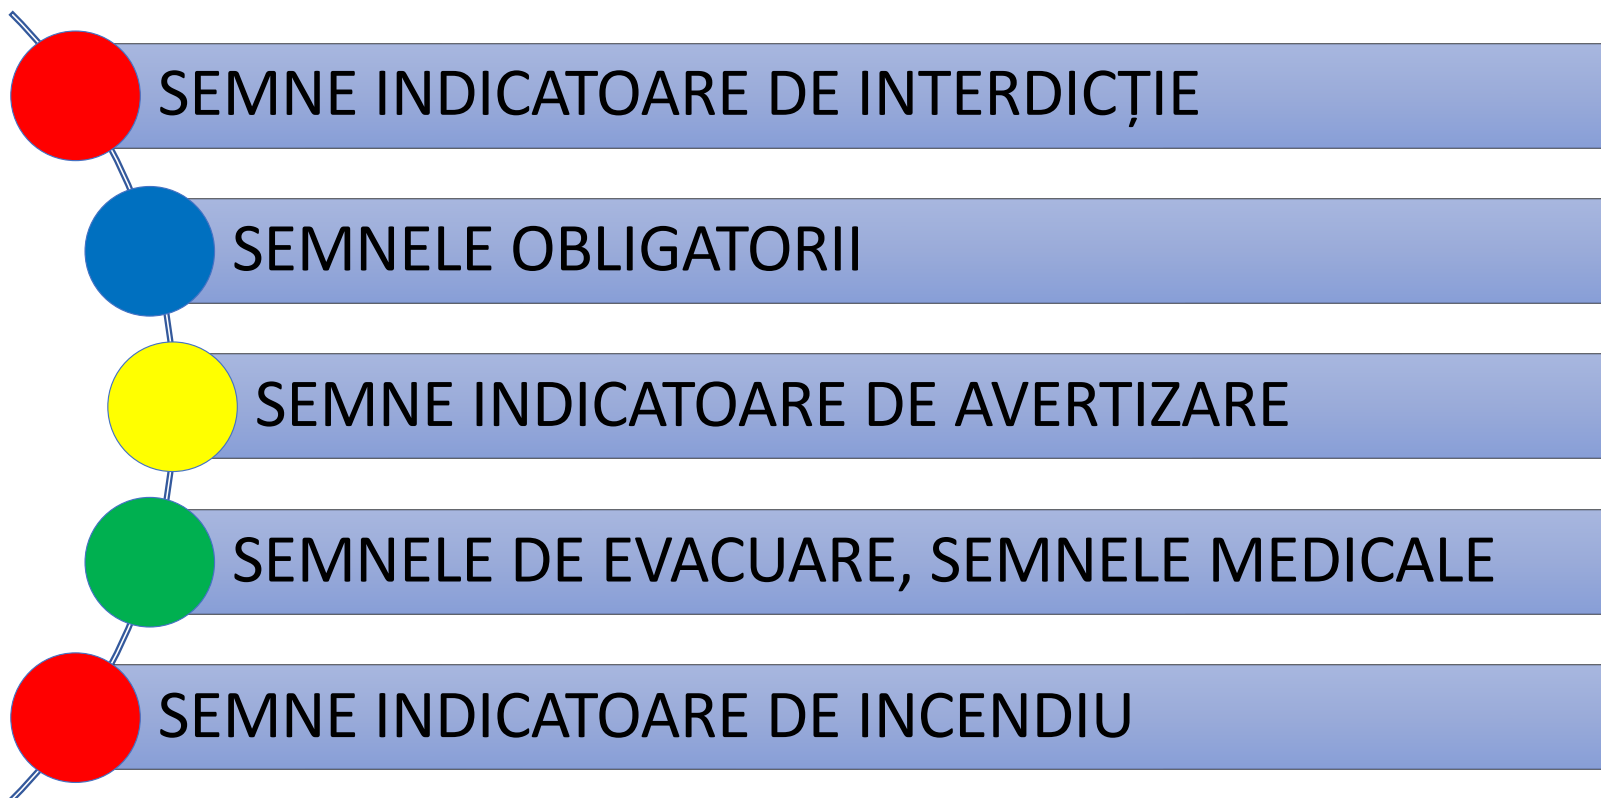 SEMNE INDICATOARE DE INTERDICȚIE
SEMNELE OBLIGATORII
SEMNE INDICATOARE DE AVERTIZARE
SEMNELE DE EVACUARE, SEMNELE MEDICALE
SEMNE INDICATOARE DE INCENDIU